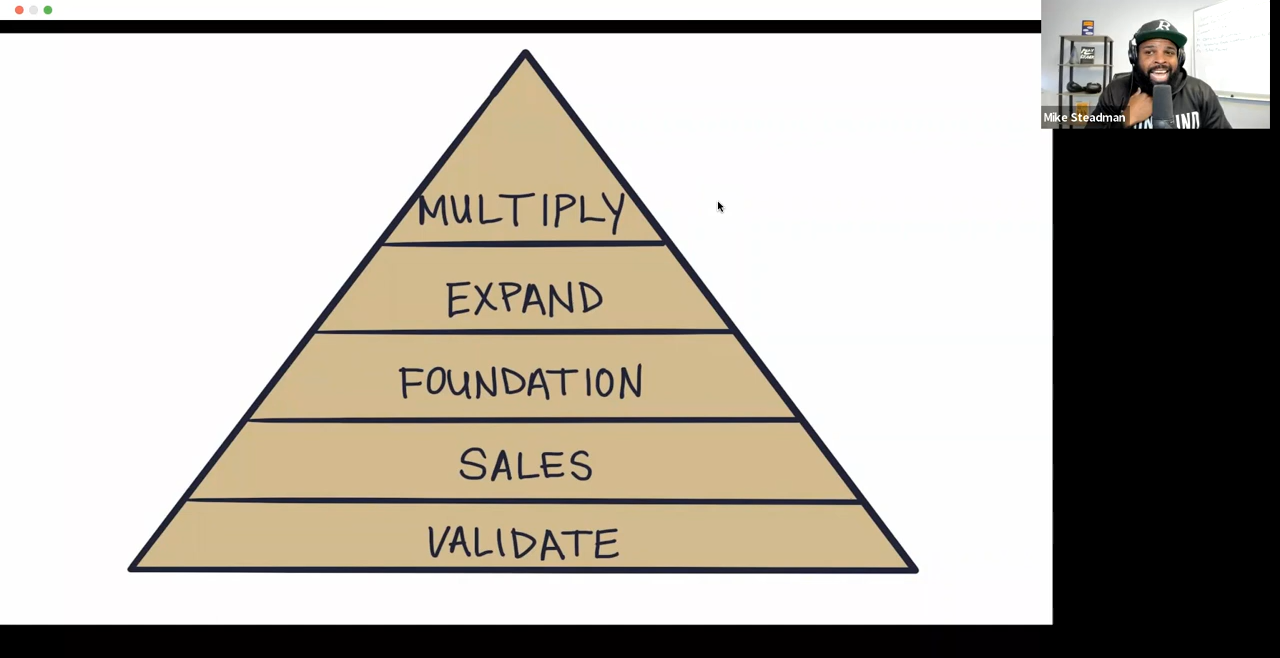 Mike Steadman
MULTIPLY
EXPAND
FOUNDATION
SALES
VALIDATE